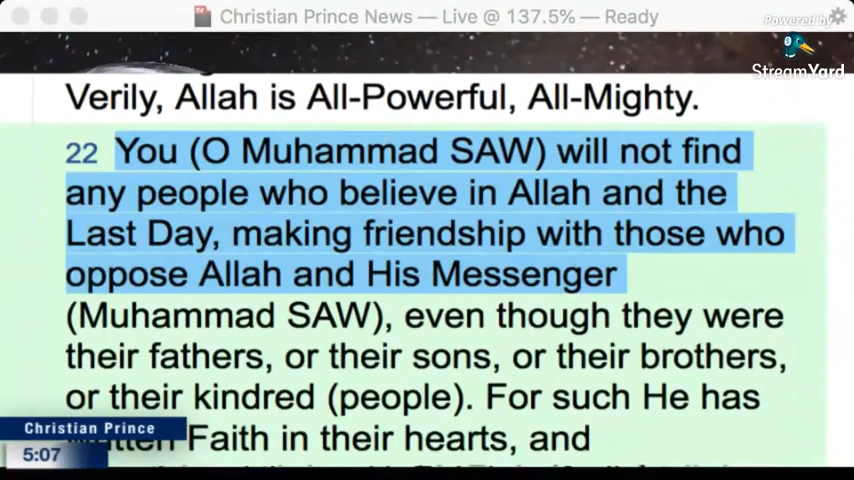 Christian Prince News — Live @ 137.5% — Ready
Powered by
StreamYard
Verily, Allah is All-Powerful, All-Mighty.
22 You (O Muhammad SAW) will not find
any people who believe in Allah and the
Last Day, making friendship with those who
oppose Allah and His Messenger
(Muhammad SAW), even though they were
their fathers, or their sons, or their brothers,
or their kindred (people). For such He has
Faith in their hearts, and
Christian Prince
5:07